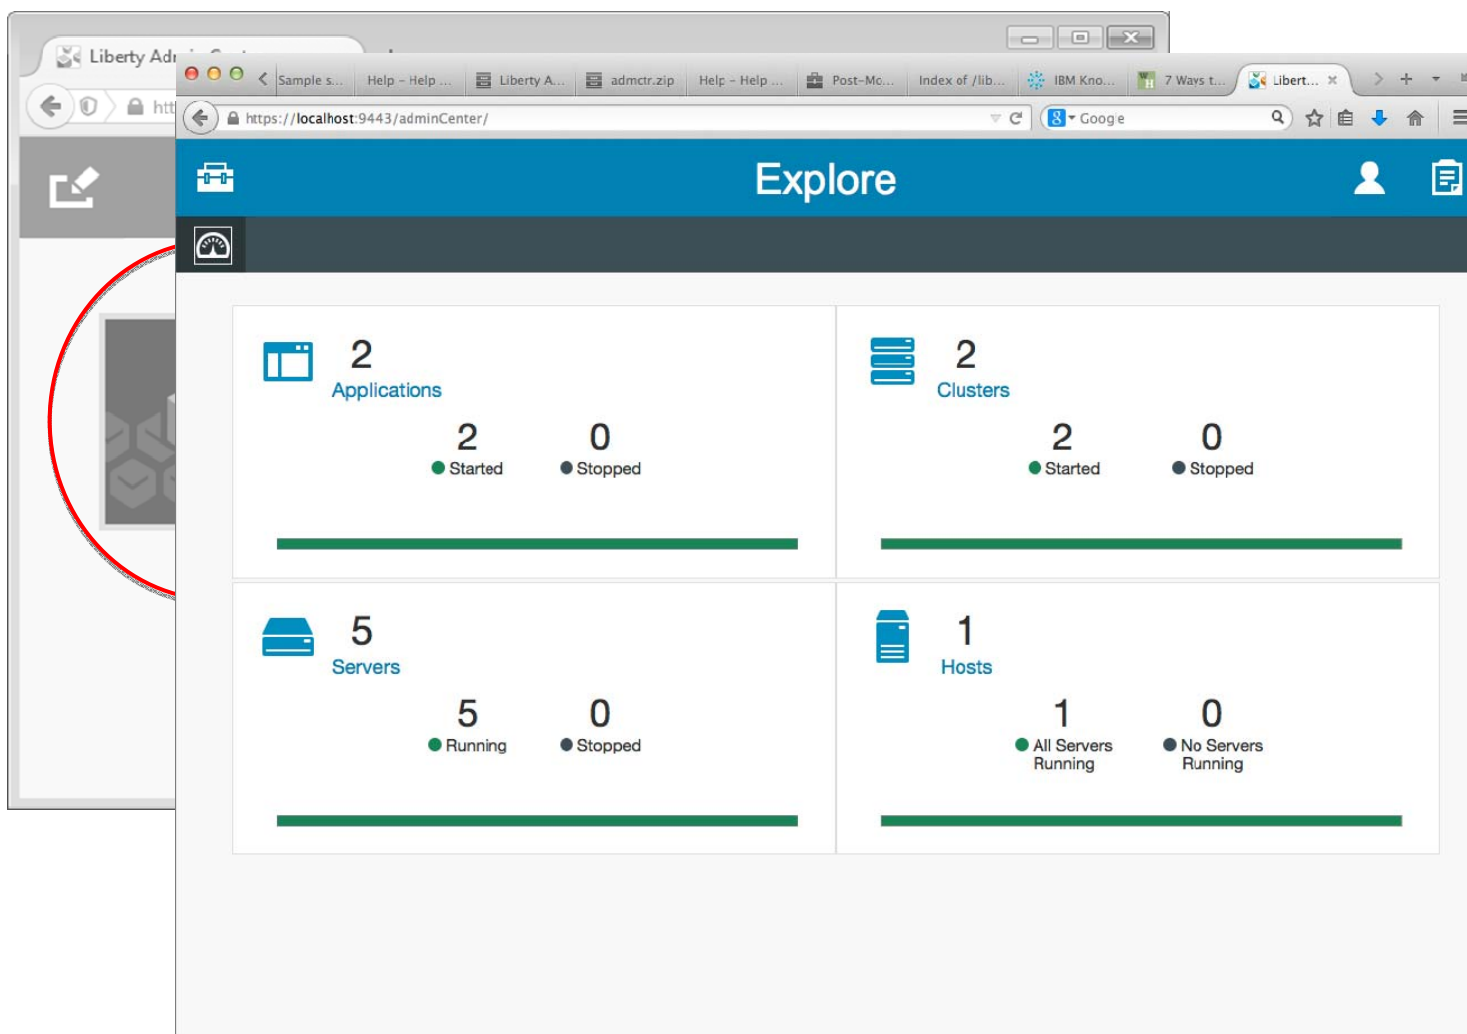 Liberty Adm
Sample s... Help – Help ... Liberty A... admctr.zip Help – Help ... Post-Mo... Index of /lib... IBM Kno... 7 Ways t... Libert...
htt
https://localhost:9443/adminCenter/ Google
Explore
2
Applications
2 0
Started Stopped
2
Clusters
2 0
Started Stopped
5
Servers
5 0
Running Stopped
1
Hosts
1 0
All Servers No Servers
Running Running